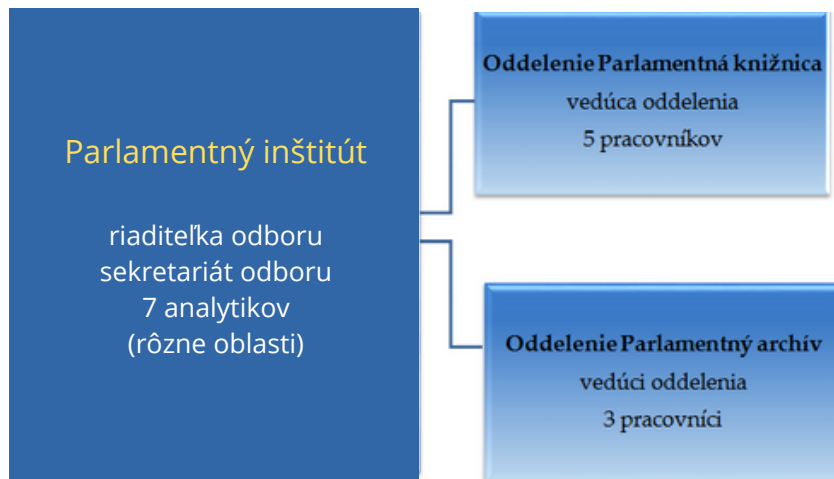 Parlamentný inštitút
riaditeľka odboru
sekretariát odboru
7 analytikov
(rôzne oblasti)
Oddelenie Parlamentná knižnica
vedúca oddelenia
5 pracovníkov
Oddelenie Parlamentný archív
vedúci oddelenia
3 pracovníci